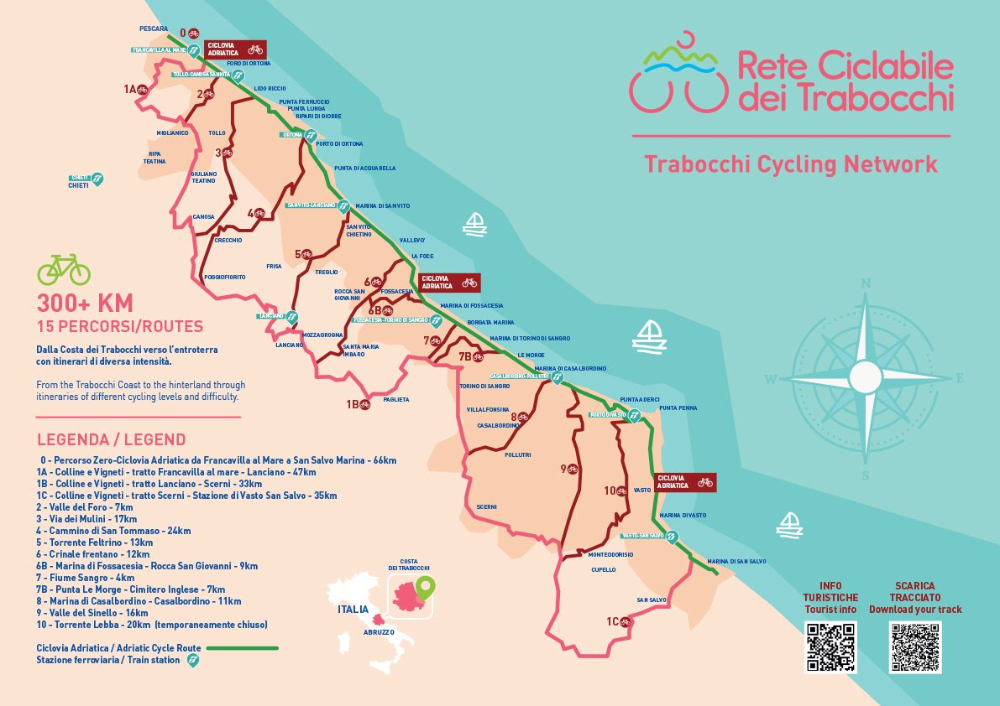 Rete Ciclabile
dei Trabocchi
Trabocchi Cycling Network
PESCARA
0
FRANCAVILLA AL MARE
CICLOVIA
ADRIATICA
FORO DI ORTONA
TOLLO-CANOSA SANNITA
1A
2
LIDO RICCIO
PUNTA FERRUCCIO
PUNTA LUNGA
RIPARI DI GIOBBE
MIGLIANICO
TOLLO
ORTONA
PORTO DI ORTONA
RIPA
TEATINA
3
PUNTA DI ACQUABELLA
GIULIANO
TEATINO
CHIETI
CHIETI
SAN VITO-LANCIANO
MARINA DI SAN VITO
CANOSA
4
SAN VITO
CHIETINO
CRECCHIO
VALLEVO'
5
LA FOCE
FRISA
TREGLIO
POGGIOFIORITO
6
CICLOVIA
ADRIATICA
ROCCA SAN
GIOVANNI
FOSSACESIA
MARINA DI FOSSACESIA
6B
LANCIANO
FOSSACESIA-TORINO DI SANGRO
BORGATA MARINA
MOZZAGROGNA
LANCIANO
7
MARINA DI TORINO DI SANGRO
SANTA MARIA
IMBARO
7B
LE MORGE
MARINA DI CASALBORDINO
CASALBORDINO-POLLUTRI
TORINO DI SANGRO
1B
PAGLIETA
PUNTA ADERCI
PUNTA PENNA
VILLALFONSINA
8
PORTO DI VASTO
CASALBORDINO
POLLUTRI
9
10
CICLOVIA
ADRIATICA
VASTO
SCERNI
MARINA DI VASTO
VASTO-SAN SALVO
MONTEODORISIO
MARINA DI SAN SALVO
CUPELLO
SAN SALVO
1C
N
W
E
S
300+ KM
15 PERCORSI/ROUTES
Dalla Costa dei Trabocchi verso l'entroterra
con itinerari di diversa intensità.
From the Trabocchi Coast to the hinterland through
itineraries of different cycling levels and difficulty.
LEGENDA / LEGEND
0 - Percorso Zero-Ciclovia Adriatica da Francavilla al Mare a San Salvo Marina - 66km
1A - Colline e Vigneti - tratto Francavilla al mare - Lanciano - 47km
1B - Colline e Vigneti - tratto Lanciano - Scerni - 33km
1C - Colline e Vigneti - tratto Scerni - Stazione di Vasto San Salvo - 35km
2 - Valle del Foro - 7km
3 - Via dei Mulini - 17km
4 - Cammino di San Tommaso - 24km
5 - Torrente Feltrino - 13km
6 - Crinale frentano - 12km
6B - Marina di Fossacesia - Rocca San Giovanni - 9km
7 - Fiume Sangro - 4km
7B - Punta Le Morge - Cimitero Inglese - 7km
8 - Marina di Casalbordino - Casalbordino - 11km
9 - Valle del Sinello - 16km
10 - Torrente Lebba - 20km (temporaneamente chiuso)
Ciclovia Adriatica / Adriatic Cycle Route
Stazione ferroviaria / Train station
COSTA
DEI TRABOCCHI
ITALIA
ABRUZZO
INFO
TURISTICHE
Tourist info
SCARICA
TRACCIATO
Download your track